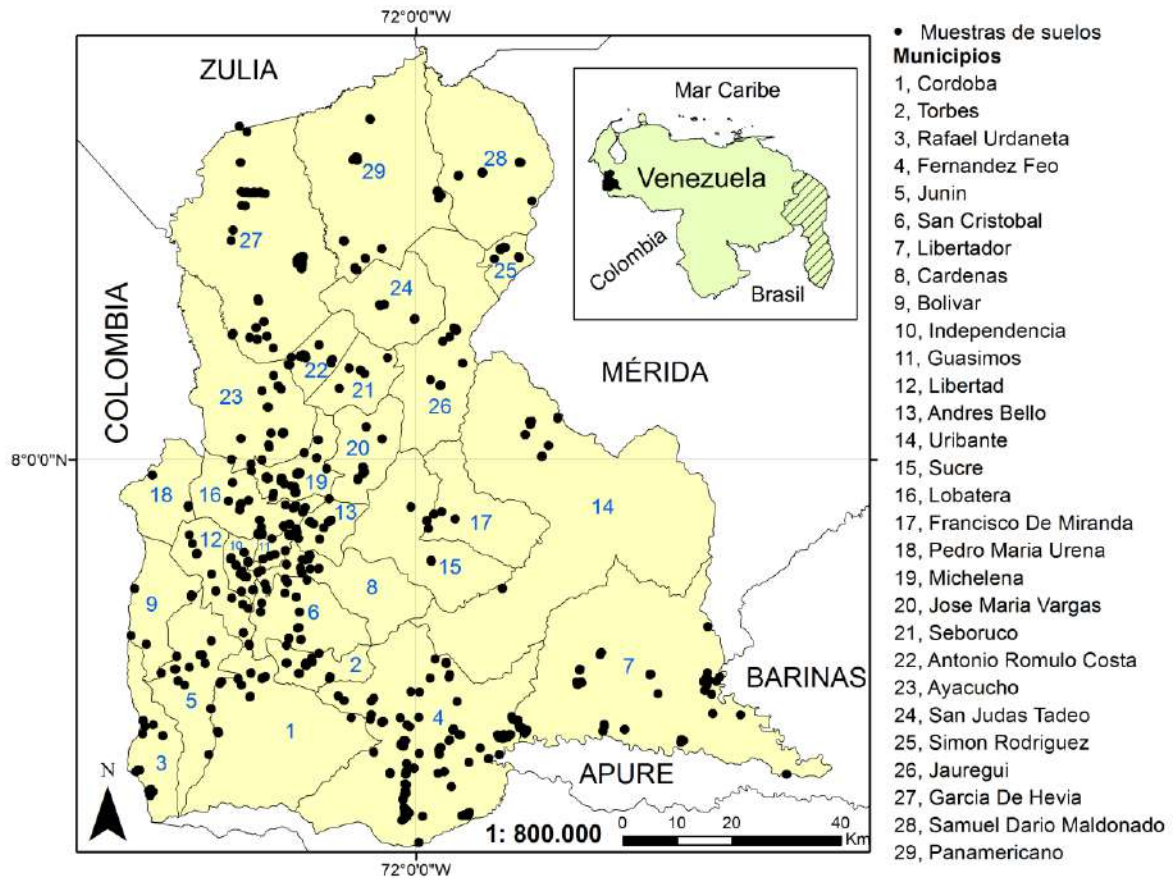 72°0'0"W
ZULIA
Mar Caribe
Venezuela
Colombia
Brasil
28
29
27
25
24
COLOMBIA
MÉRIDA
22
21
23
26
8°0'0"N
20
18
16
19
14
13
17
12
10
11
15
8
9
6
7
2
BARINAS
5
4
1
3
APURE
N
1: 800.000
0 10 20 40
Km
72°0'0"W
Muestras de suelos
Municipios
1, Cordoba
2, Torbes
3, Rafael Urdaneta
4, Fernandez Feo
5, Junin
6, San Cristobal
7, Libertador
8, Cardenas
9, Bolivar
10, Independencia
11, Guasimos
12, Libertad
13, Andres Bello
14, Uribante
15, Sucre
16, Lobatera
17, Francisco De Miranda
18, Pedro Maria Urena
19, Michelena
20, Jose Maria Vargas
21, Seboruco
22, Antonio Romulo Costa
23, Ayacucho
24, San Judas Tadeo
25, Simon Rodriguez
26, Jauregui
27, Garcia De Hevia
28, Samuel Dario Maldonado
29, Panamericano